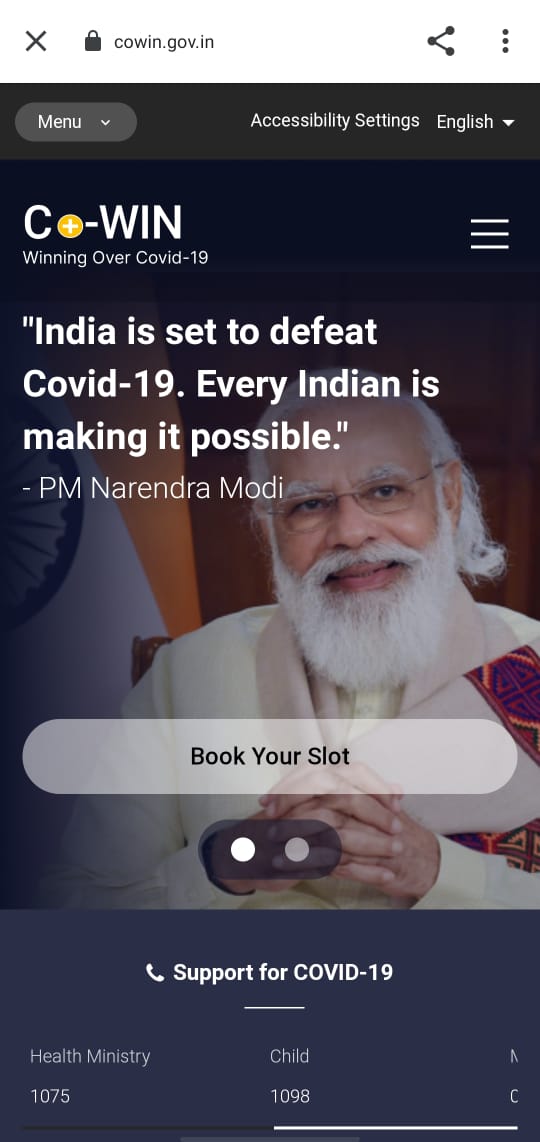 cowin.gov.in
Menu
Accessibility Settings
English
Co-WIN
Winning Over Covid-19
"India is set to defeat
Covid-19. Every Indian is
making it possible."
- PM Narendra Modi
Book Your Slot
Support for COVID-19
Health Ministry
Child
1075
1098